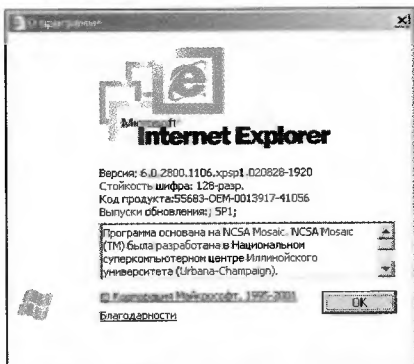 О программе
Microsoft
Internet Explorer
Версия: 6.0.2800.1106.xpsp1.020828-1920
Стойкость шифра: 128-разр.
Код продукта:55683-OEM-0013917-41056
Выпуски обновления:; SP1;
Программа основана на NCSA Mosaic. NCSA Mosaic
(TM) была разработана в Национальном
суперкомпьютерном центре Иллинойского
университета (Urbana-Champaign).
© Корпорация Майкрософт, 1995-2001
OK
Благодарности